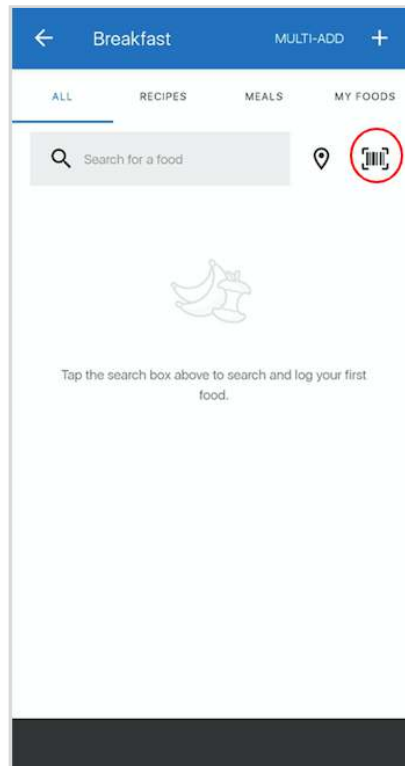 Breakfast MULTI-ADD +
ALL RECIPES MEALS MY FOODS
Search for a food
Tap the search box above to search and log your first
food.